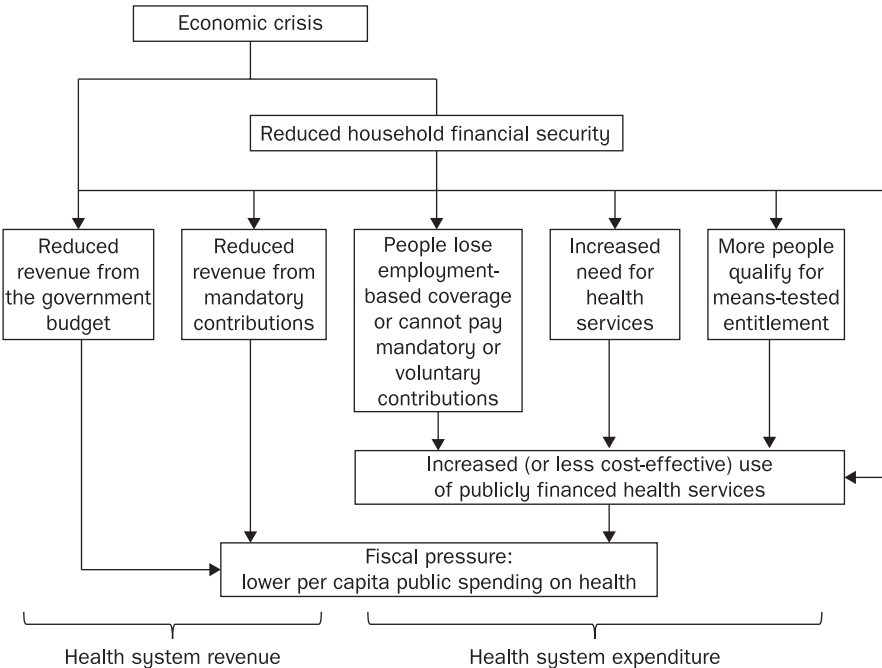 Economic crisis
Reduced household financial security
Reduced
revenue from
the government
budget
Reduced
revenue from
mandatory
contributions
People lose
employment-
based coverage
or cannot pay
mandatory or
voluntary
contributions
Increased
need for
health
services
More people
qualify for
means-tested
entitlement
Increased (or less cost-effective) use
of publicly financed health services
Fiscal pressure:
lower per capita public spending on health
Health system revenue
Health system expenditure